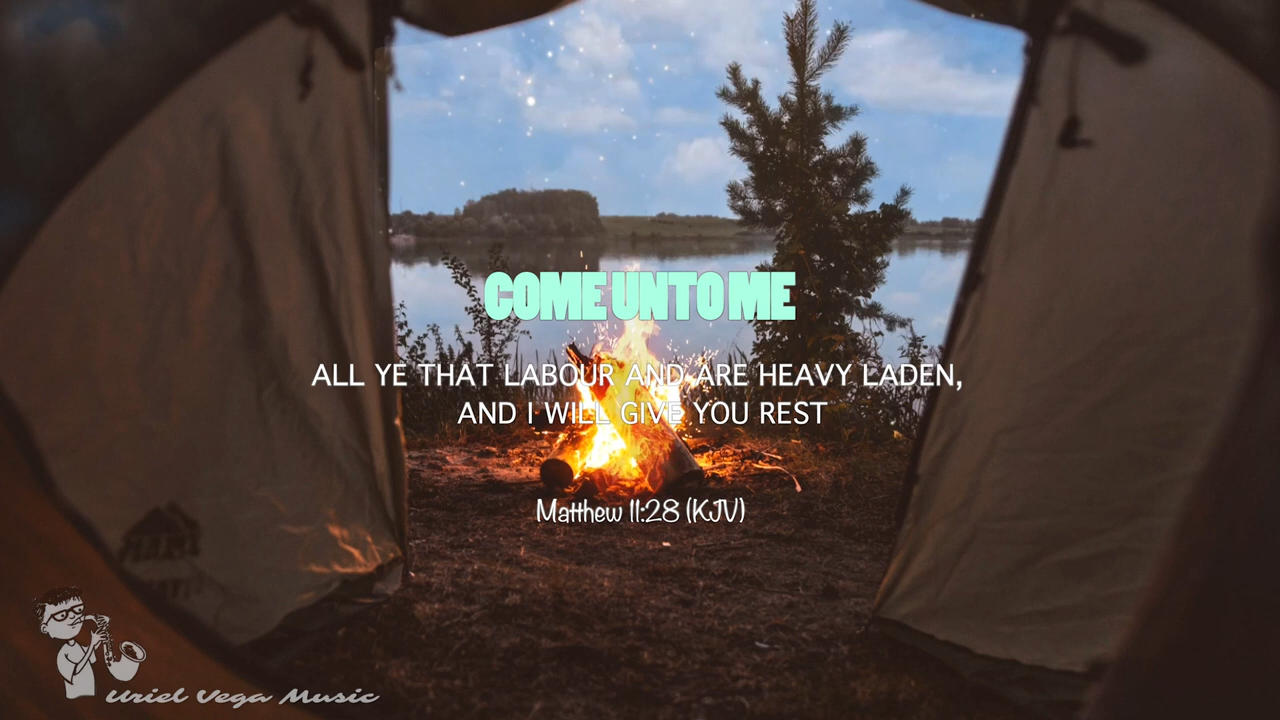 COME UNTO ME
ALL YE THAT LABOUR AND ARE HEAVY LADEN,
AND I WILL GIVE YOU REST
Matthew 11:28 (KJV)
Uriel Vega Music